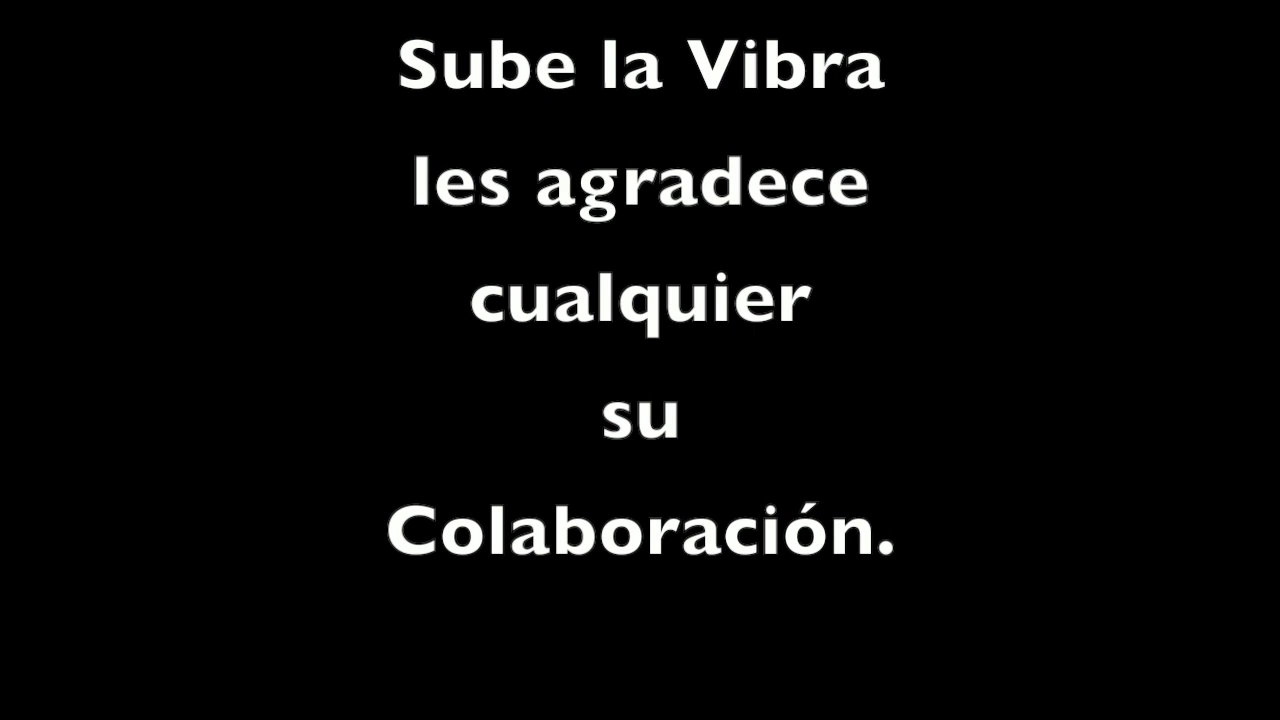 Sube la Vibra
les agradece
cualquier
su
Colaboración.